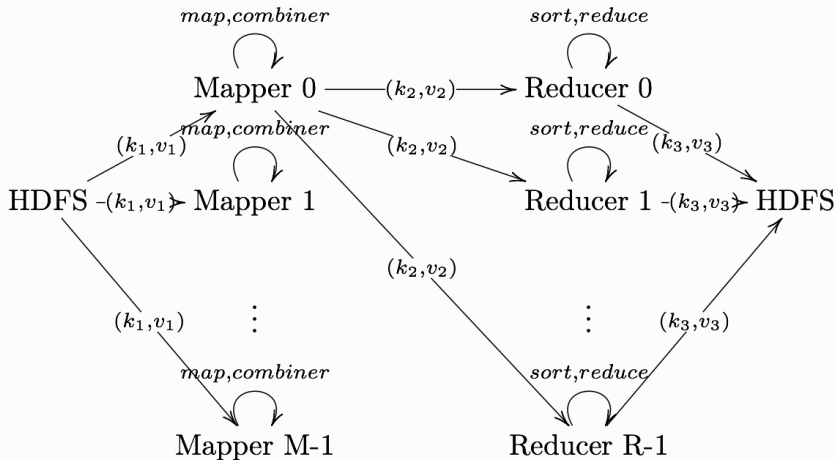 map,combiner sort,reduce
Mapper 0 (k₂,v₂) Reducer 0
(k₁,v₁) map,combiner (k₂,v₂) sort,reduce (k₃,v₃)
HDFS (k₁,v₁) Mapper 1 Reducer 1 (k₃,v₃) HDFS
(k₂,v₂)
(k₁,v₁) ⋮ ⋮ (k₃,v₃)
map,combiner sort,reduce
Mapper M-1 Reducer R-1